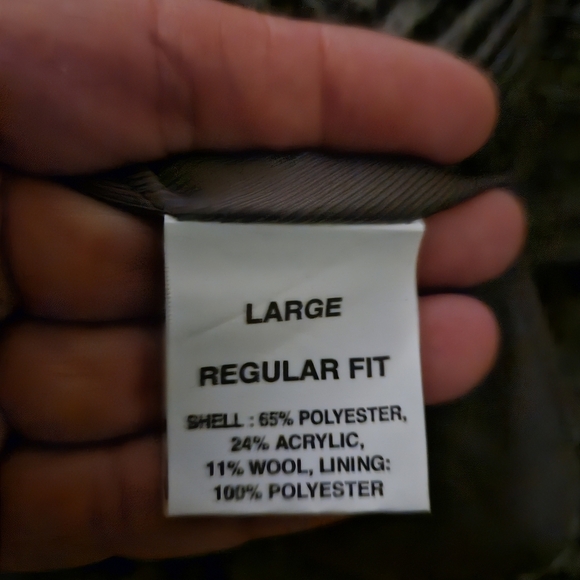 LARGE
REGULAR FIT
SHELL : 65% POLYESTER,
24% ACRYLIC,
11% WOOL, LINING:
100% POLYESTER